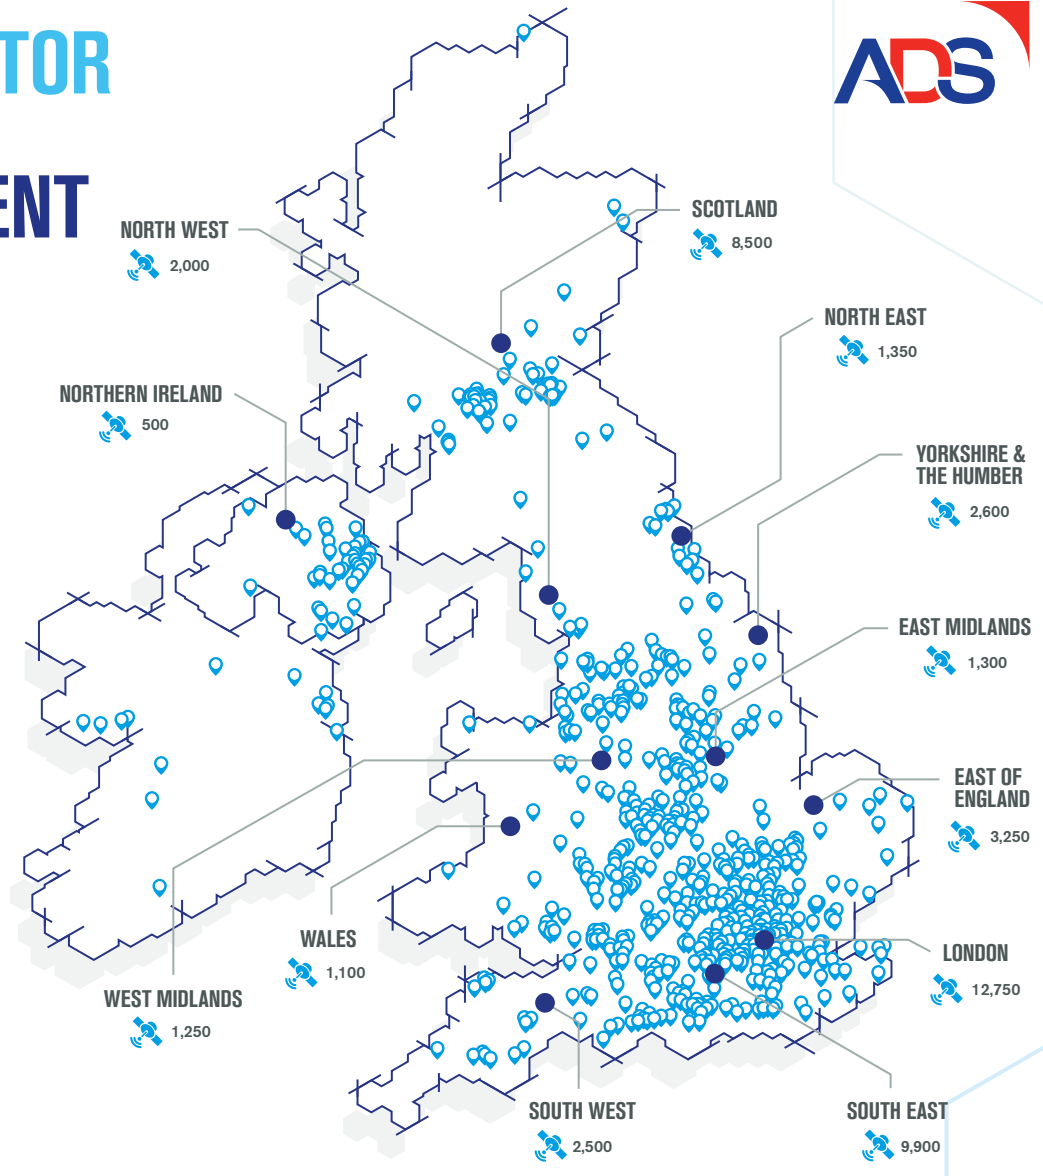 TOR
ENT
ADS
NORTH WEST
2,000
SCOTLAND
8,500
NORTH EAST
1,350
NORTHERN IRELAND
500
YORKSHIRE &
THE HUMBER
2,600
EAST MIDLANDS
1,300
EAST OF
ENGLAND
3,250
WALES
1,100
LONDON
12,750
WEST MIDLANDS
1,250
SOUTH WEST
2,500
SOUTH EAST
9,900